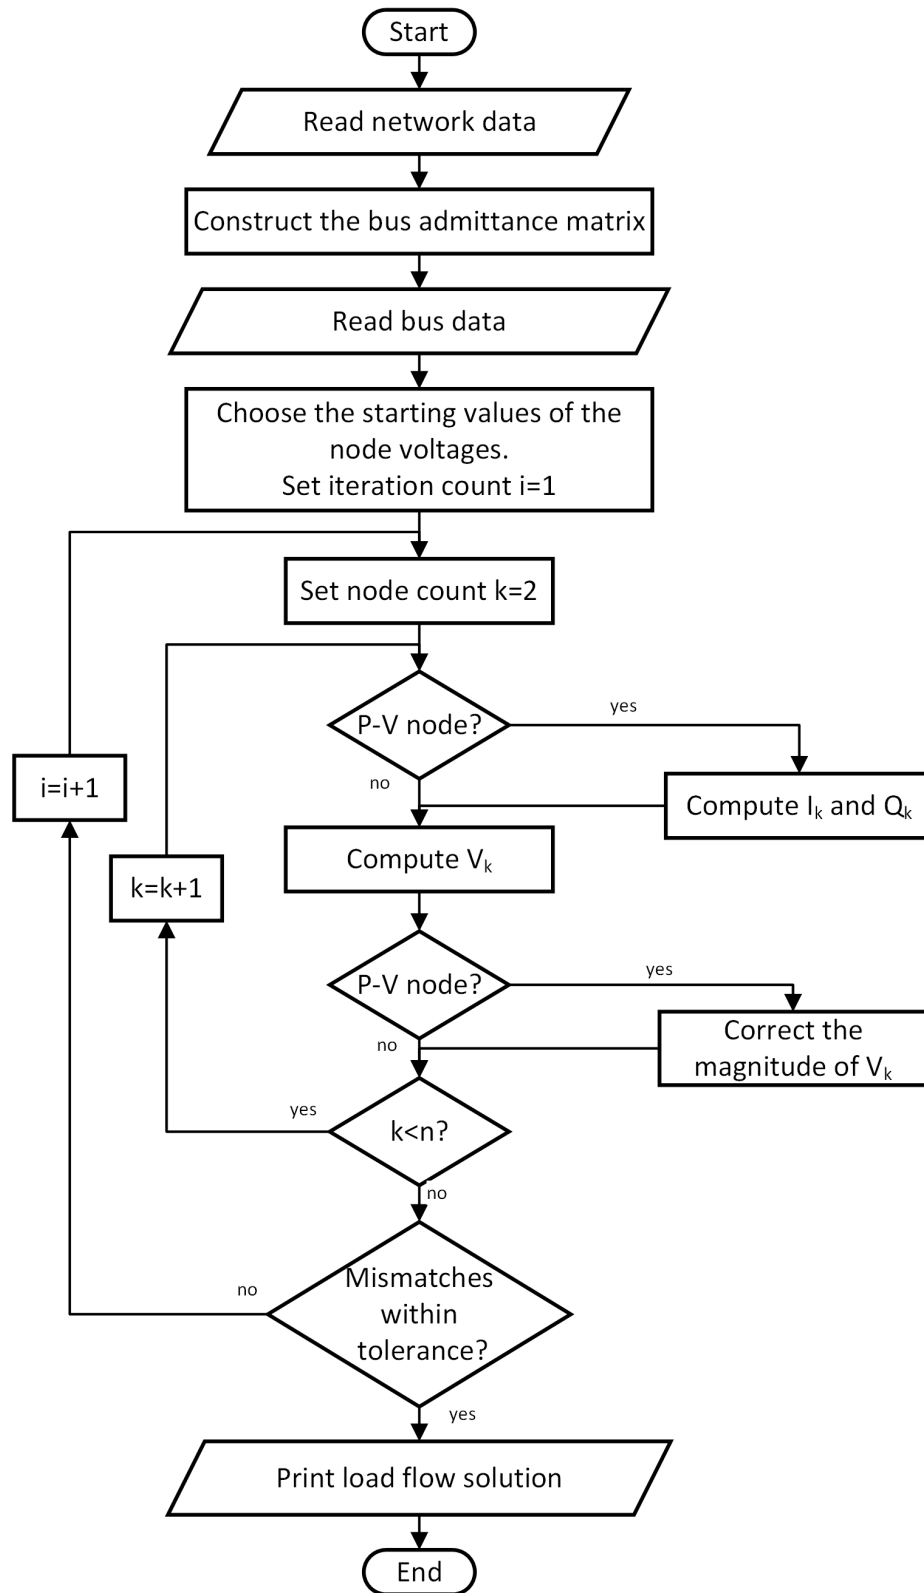 Start
Read network data
Construct the bus admittance matrix
Read bus data
Choose the starting values of the
node voltages.
Set iteration count i=1
Set node count k=2
P-V node?
yes
no
Compute Iₖ and Qₖ
i=i+1
Compute Vₖ
k=k+1
P-V node?
yes
no
Correct the
magnitude of Vₖ
yes
k<n?
no
Mismatches
within
tolerance?
no
yes
Print load flow solution
End